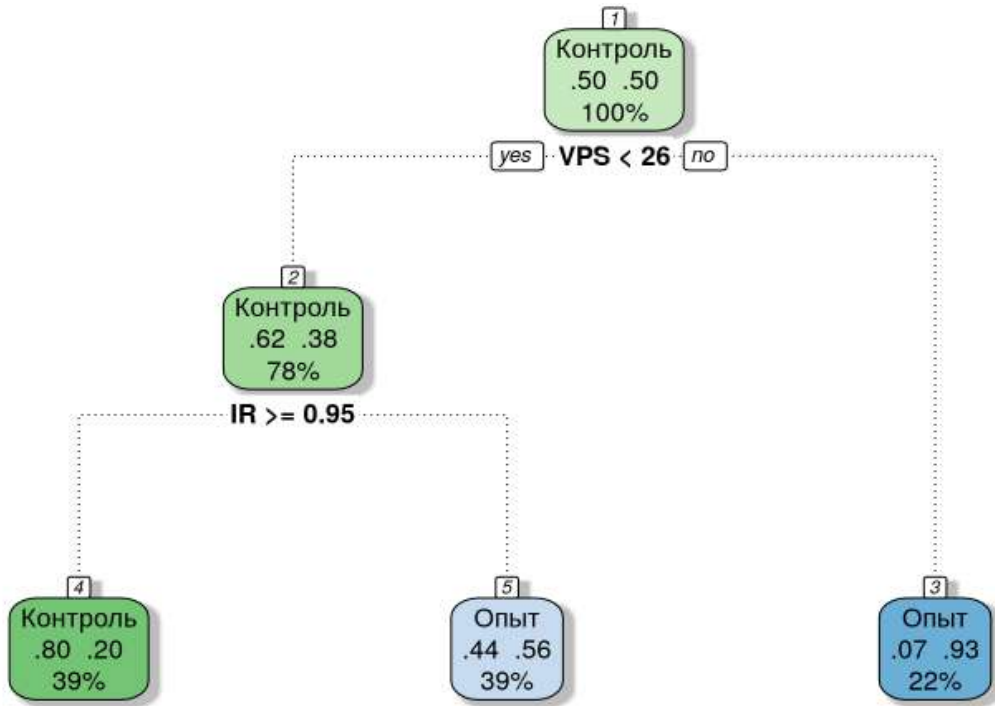 1
Контроль
.50 .50
100%
yes VPS < 26 no
2
Контроль
.62 .38
78%
IR >= 0.95
4
Контроль
.80 .20
39%
5
Опыт
.44 .56
39%
3
Опыт
.07 .93
22%